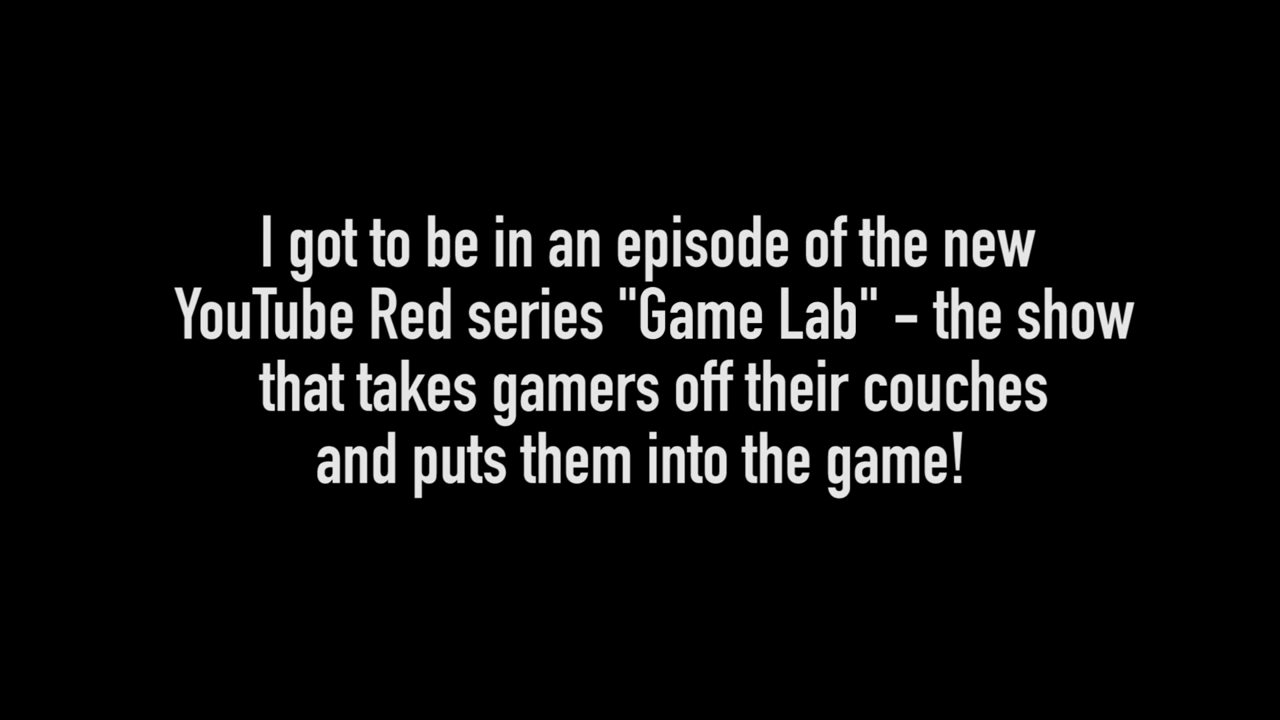 I got to be in an episode of the new
YouTube Red series "Game Lab" - the show
that takes gamers off their couches
and puts them into the game!